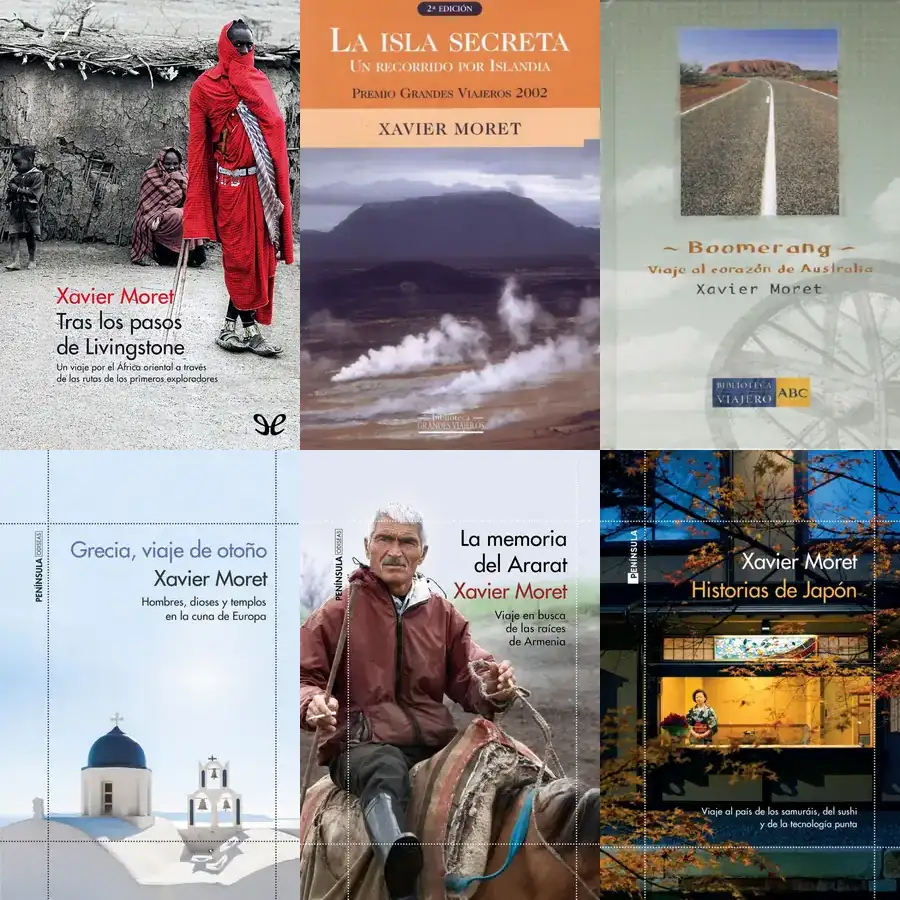 Xavier Moret
Tras los pasos
de Livingstone
Un viaje por el África oriental a través
de las rutas de los primeros exploradores
2ª EDICIÓN
LA ISLA SECRETA
UN RECORRIDO POR ISLANDIA
PREMIO GRANDES VIAJEROS 2002
XAVIER MORET
Biblioteca
GRANDES VIAJEROS
~ Boomerang ~
Viaje al corazón de Australia
Xavier Moret
BIBLIOTECA
VIAJERO
ABC
PENÍNSULA ODISEAS
Grecia, viaje de otoño
Xavier Moret
Hombres, dioses y templos
en la cuna de Europa
PENÍNSULA ODISEAS
La memoria
del Ararat
Xavier Moret
Viaje en busca
de las raíces
de Armenia
PENÍNSULA
Xavier Moret
Historias de Japón
Viaje al país de los samuráis, del sushi
y de la tecnología punta